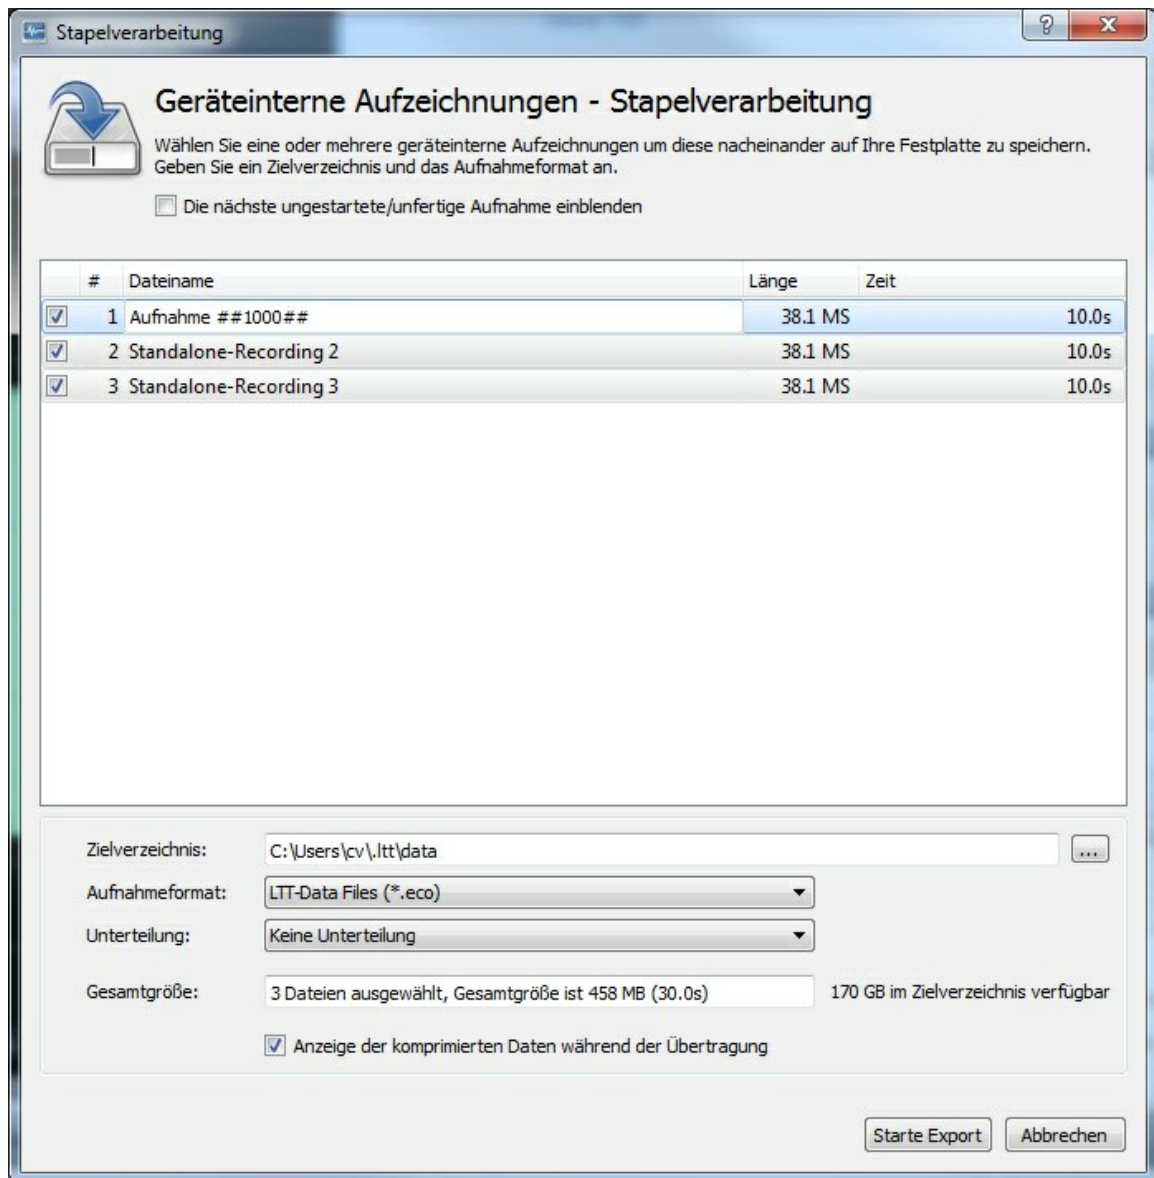 Stapelverarbeitung
Geräteinterne Aufzeichnungen - Stapelverarbeitung
Wählen Sie eine oder mehrere geräteinterne Aufzeichnungen um diese nacheinander auf Ihre Festplatte zu speichern.
Geben Sie ein Zielverzeichnis und das Aufnahmeformat an.
Die nächste ungestartete/unfertige Aufnahme einblenden
# Dateiname Länge Zeit
1 Aufnahme ##1000## 38.1 MS 10.0s
2 Standalone-Recording 2 38.1 MS 10.0s
3 Standalone-Recording 3 38.1 MS 10.0s
Zielverzeichnis: C:\Users\cv\.ltt\data ...
Aufnahmeformat: LTT-Data Files (*.eco)
Unterteilung: Keine Unterteilung
Gesamtgröße: 3 Dateien ausgewählt, Gesamtgröße ist 458 MB (30.0s) 170 GB im Zielverzeichnis verfügbar
Anzeige der komprimierten Daten während der Übertragung
Starte Export Abbrechen